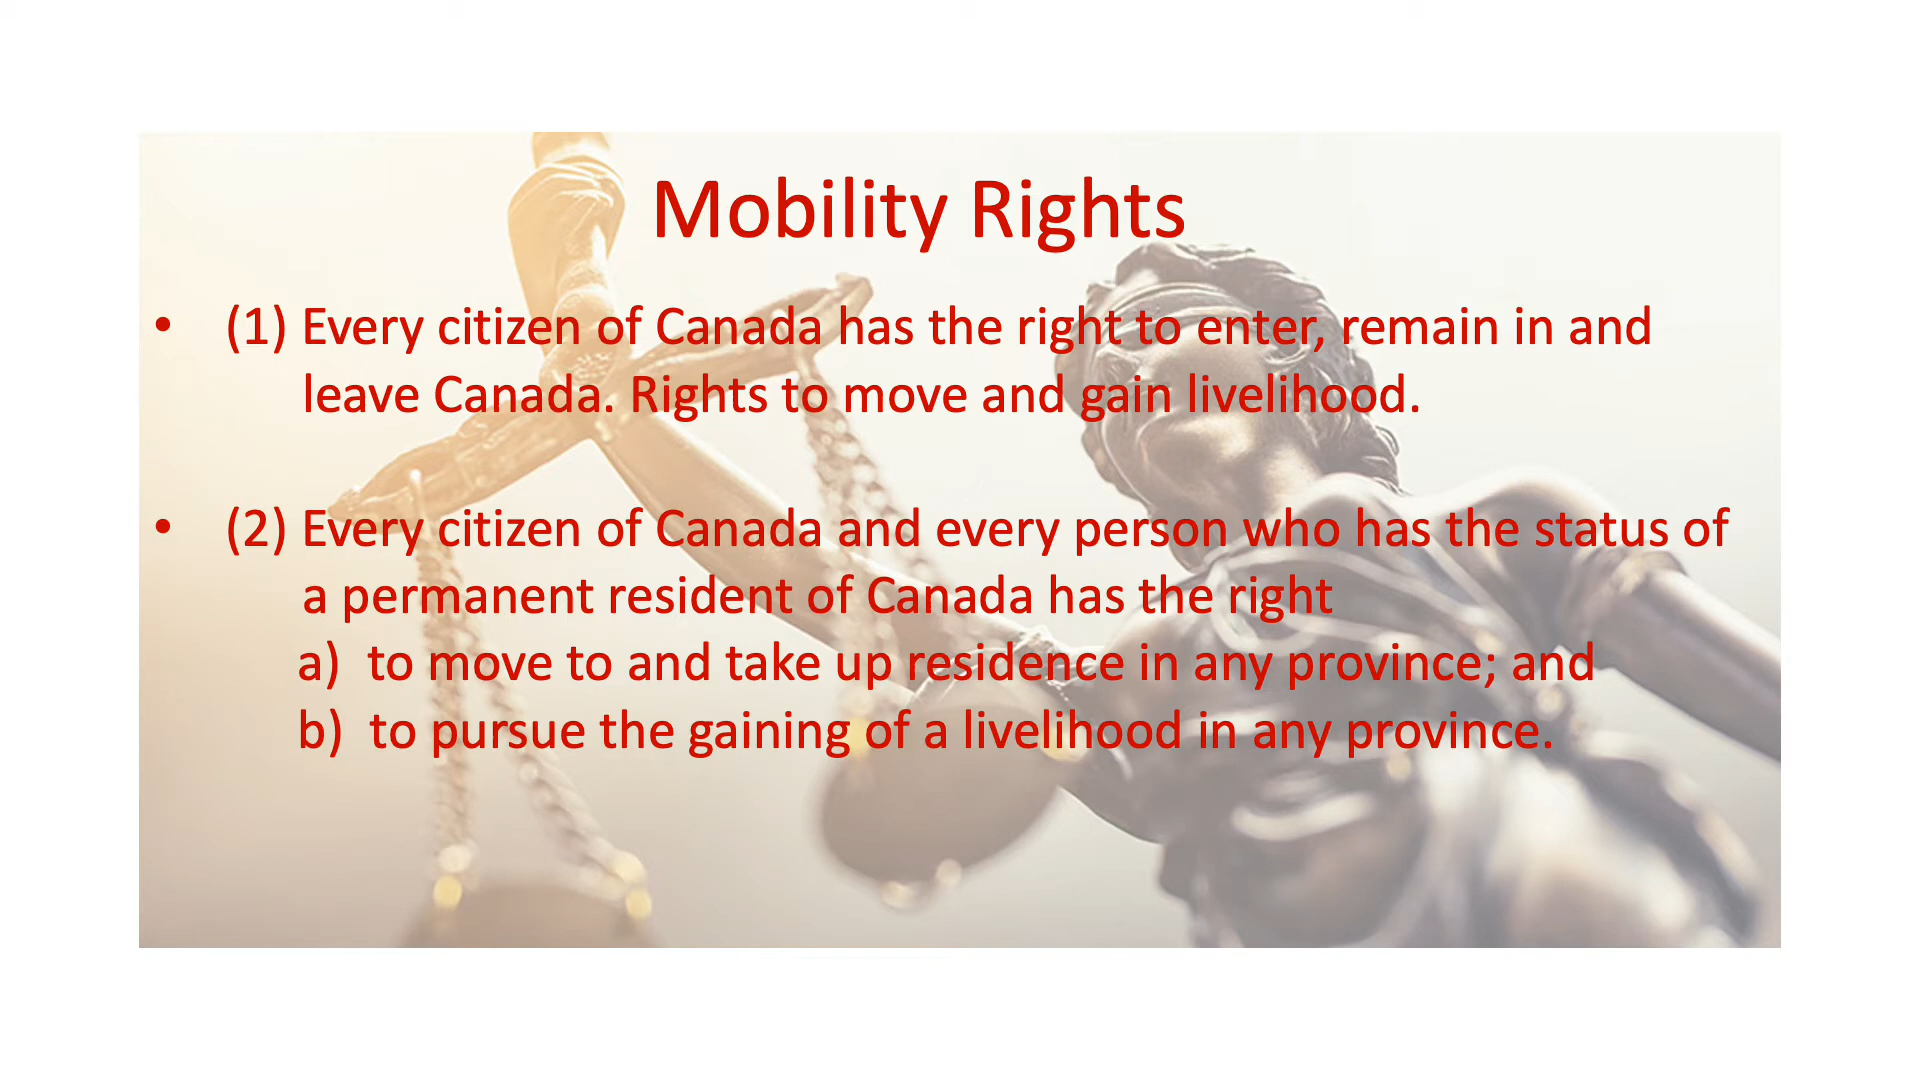 Mobility Rights
• (1) Every citizen of Canada has the right to enter, remain in and
leave Canada. Rights to move and gain livelihood.
• (2) Every citizen of Canada and every person who has the status of
a permanent resident of Canada has the right
a) to move to and take up residence in any province; and
b) to pursue the gaining of a livelihood in any province.